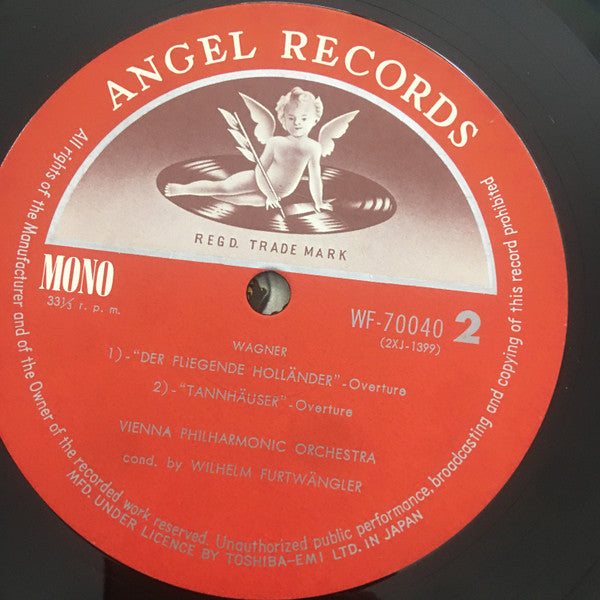 ANGEL RECORDS
REGD. TRADE MARK
MONO
33⅓ r. p. m.
WF-70040 2
(2XJ-1399)
WAGNER
1)-"DER FLIEGENDE HOLLÄNDER"-Overture
2)-"TANNHÄUSER"-Overture
VIENNA PHILHARMONIC ORCHESTRA
cond. by WILHELM FURTWÄNGLER
All rights of the Manufacturer and of the Owner of the recorded work reserved. Unauthorized public performance, broadcasting and copying of this record prohibited
MFD. UNDER LICENCE BY TOSHIBA-EMI LTD. IN JAPAN